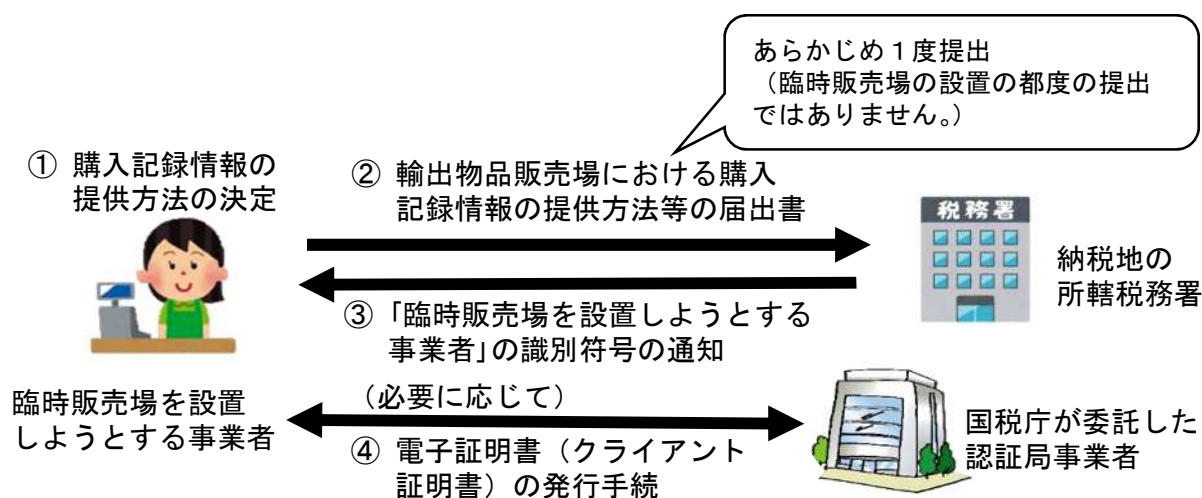 あらかじめ１度提出
（臨時販売場の設置の都度の提出
ではありません。）
① 購入記録情報の
提供方法の決定
② 輸出物品販売場における購入
記録情報の提供方法等の届出書
税務署
納税地の
所轄税務署
③ 「臨時販売場を設置しようとする
事業者」の識別符号の通知
臨時販売場を設置
しようとする事業者
（必要に応じて）
④ 電子証明書（クライアント
証明書）の発行手続
国税庁が委託した
認証局事業者